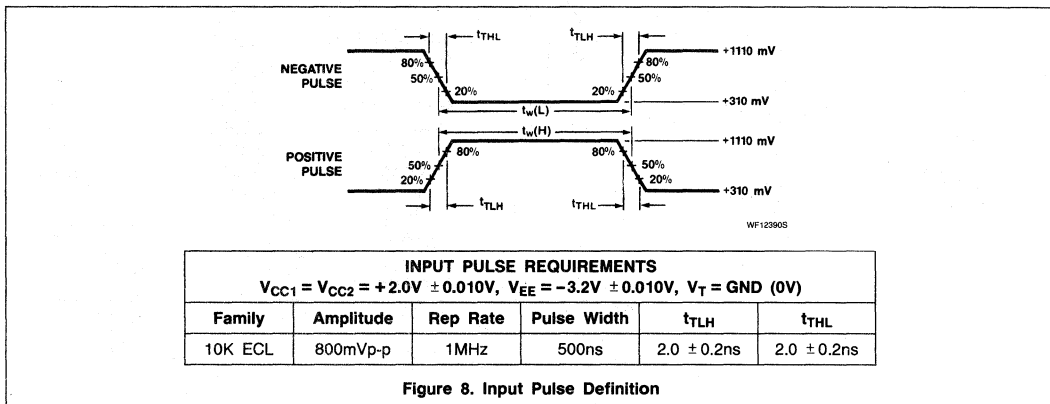 tTHL tTLH
+1110 mV
80% 80%
NEGATIVE
PULSE
50% 50%
20% 20%
+310 mV
tw(L)
tw(H)
+1110 mV
POSITIVE
PULSE
80% 80%
50% 50%
20% 20%
+310 mV
tTLH tTHL
WF12390S
INPUT PULSE REQUIREMENTS
VCC1 = VCC2 = +2.0V ±0.010V, VEE = −3.2V ±0.010V, VT = GND (0V)
Family Amplitude Rep Rate Pulse Width tTLH tTHL
10K ECL 800mVp-p 1MHz 500ns 2.0 ±0.2ns 2.0 ±0.2ns
Figure 8. Input Pulse Definition